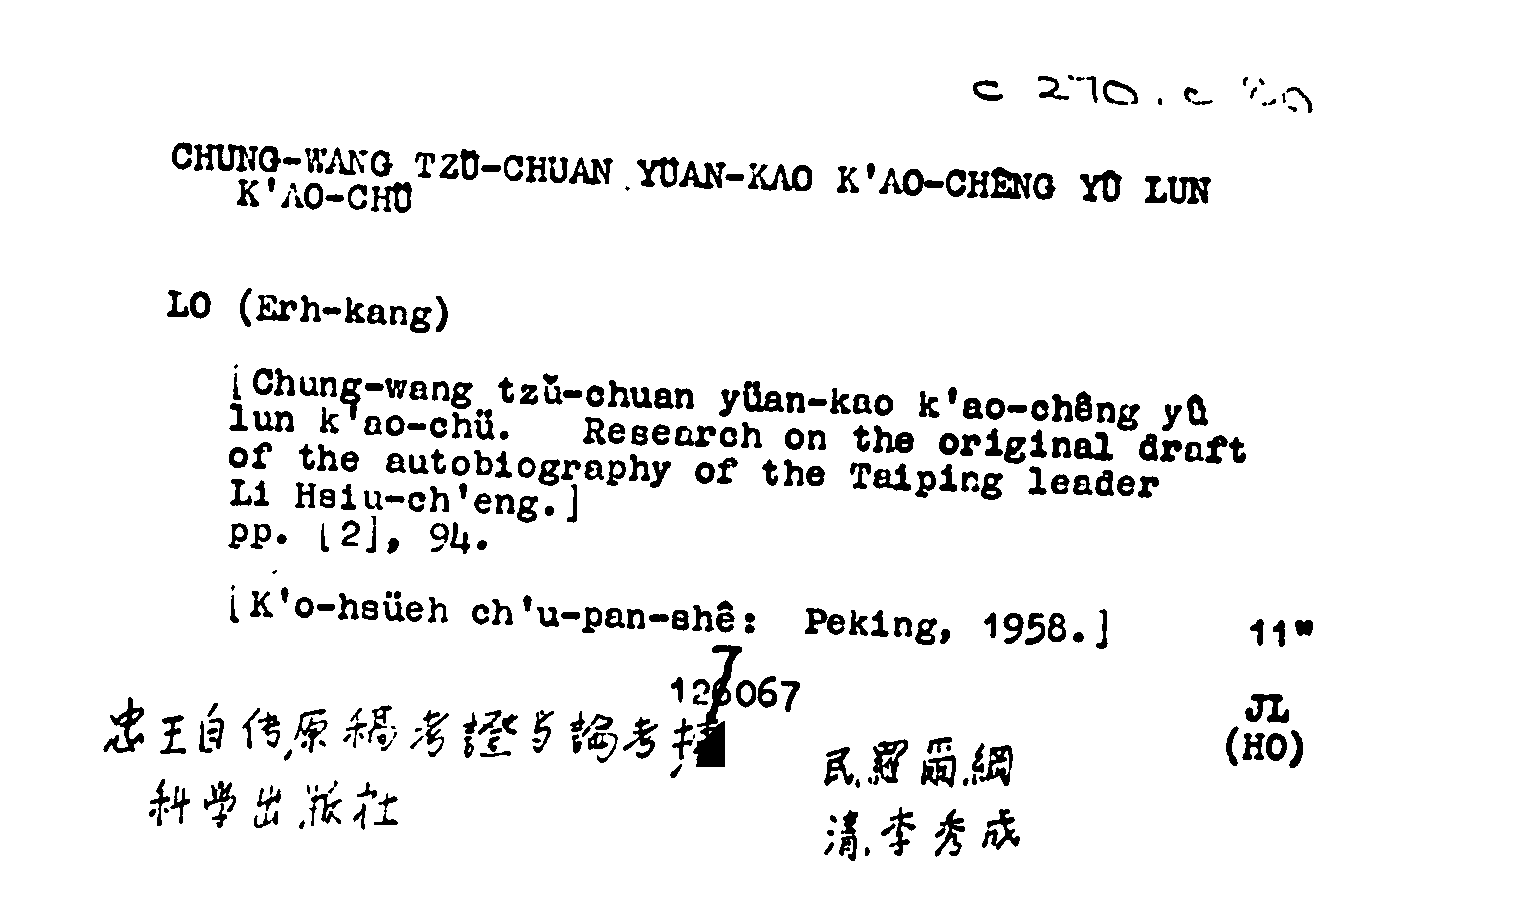 c 270. c
CHUNG-WANG TZŬ-CHUAN YÜAN-KAO K'AO-CHÊNG YÜ LUN
K'AO-CHÜ
LO (Erh-kang)
[Chung-wang tzŭ-chuan yüan-kao k'ao-chêng yü
lun k'ao-chü. Research on the original draft
of the autobiography of the Taiping leader
Li Hsiu-ch'eng.]
pp. [2], 94.
[K'o-hsüeh ch'u-pan-shê: Peking, 1958.] 11"
7
126067
JL
(HO)
忠王自传原稿考證与論考
科学出版社
民.羅爾綱
清.李秀成